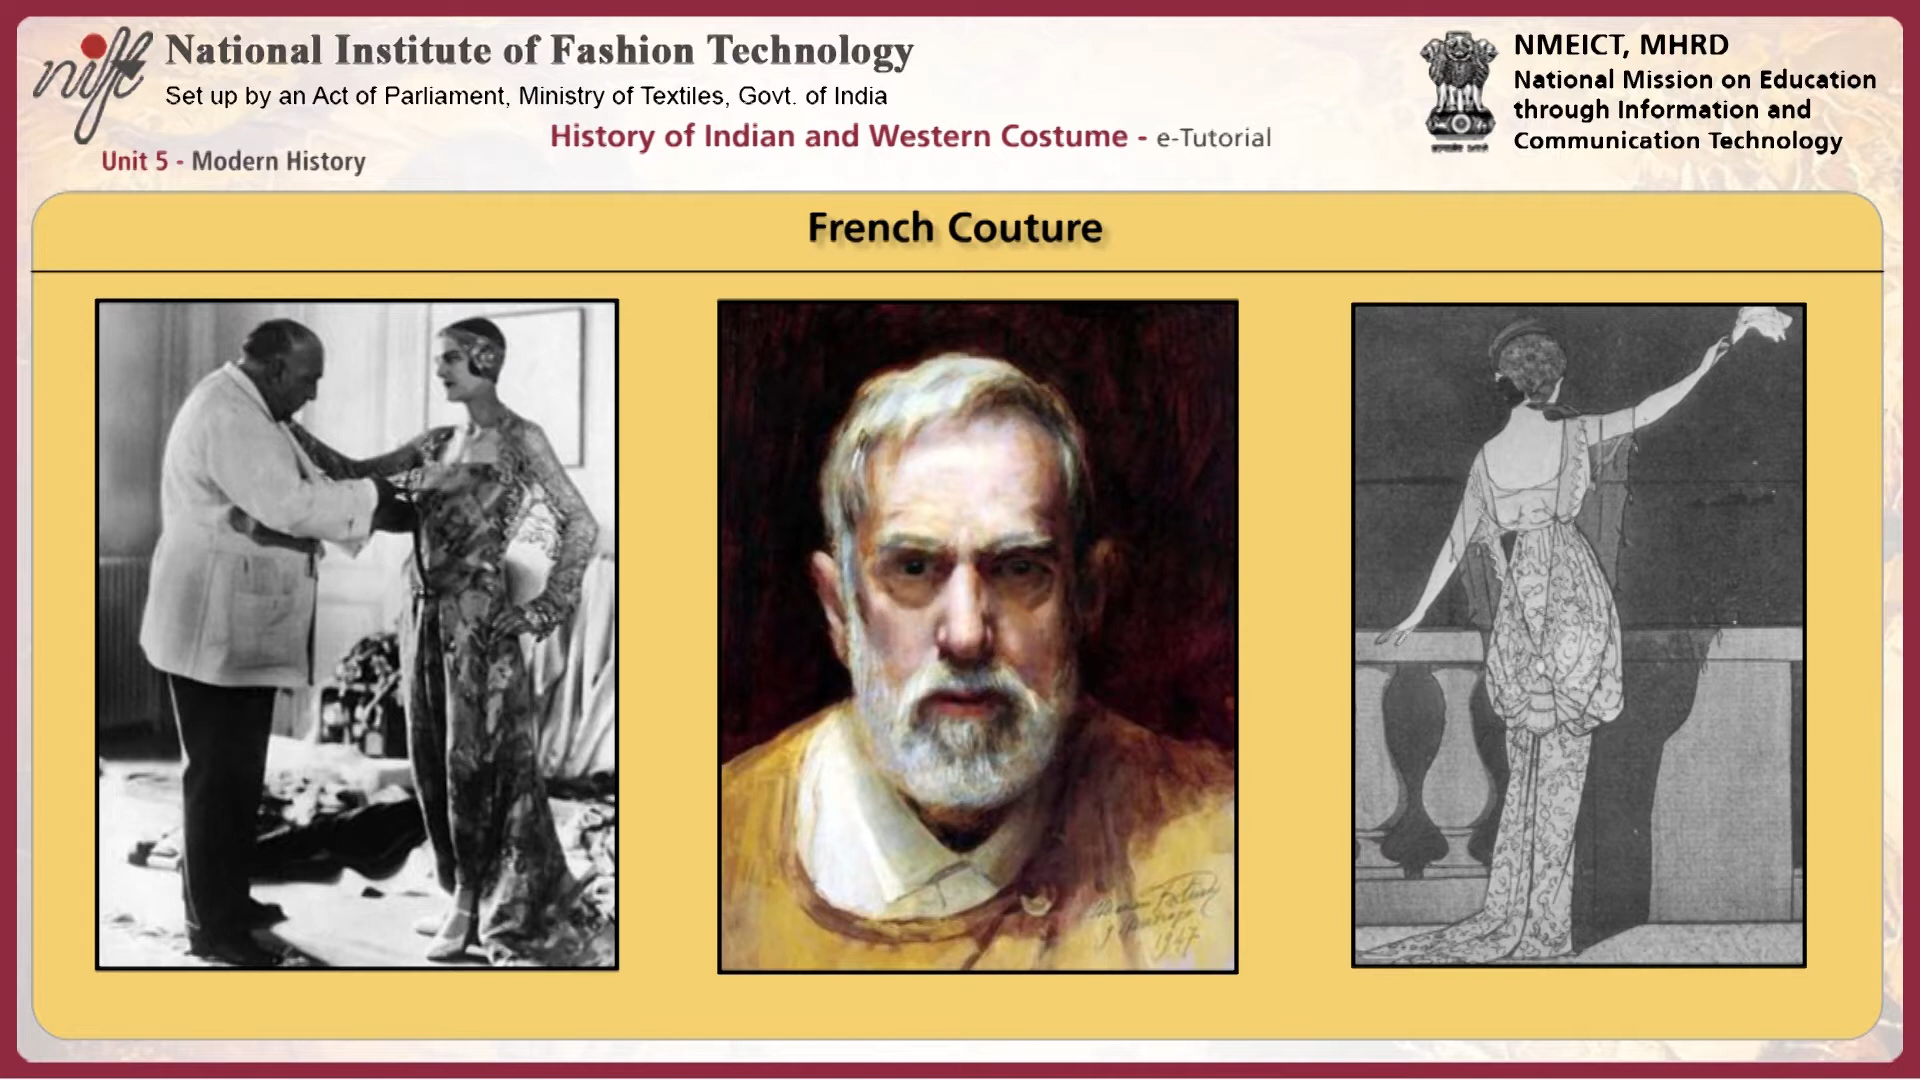 nift
National Institute of Fashion Technology
Set up by an Act of Parliament, Ministry of Textiles, Govt. of India
History of Indian and Western Costume - e-Tutorial
Unit 5 - Modern History
NMEICT, MHRD
National Mission on Education
through Information and
Communication Technology
French Couture
1947